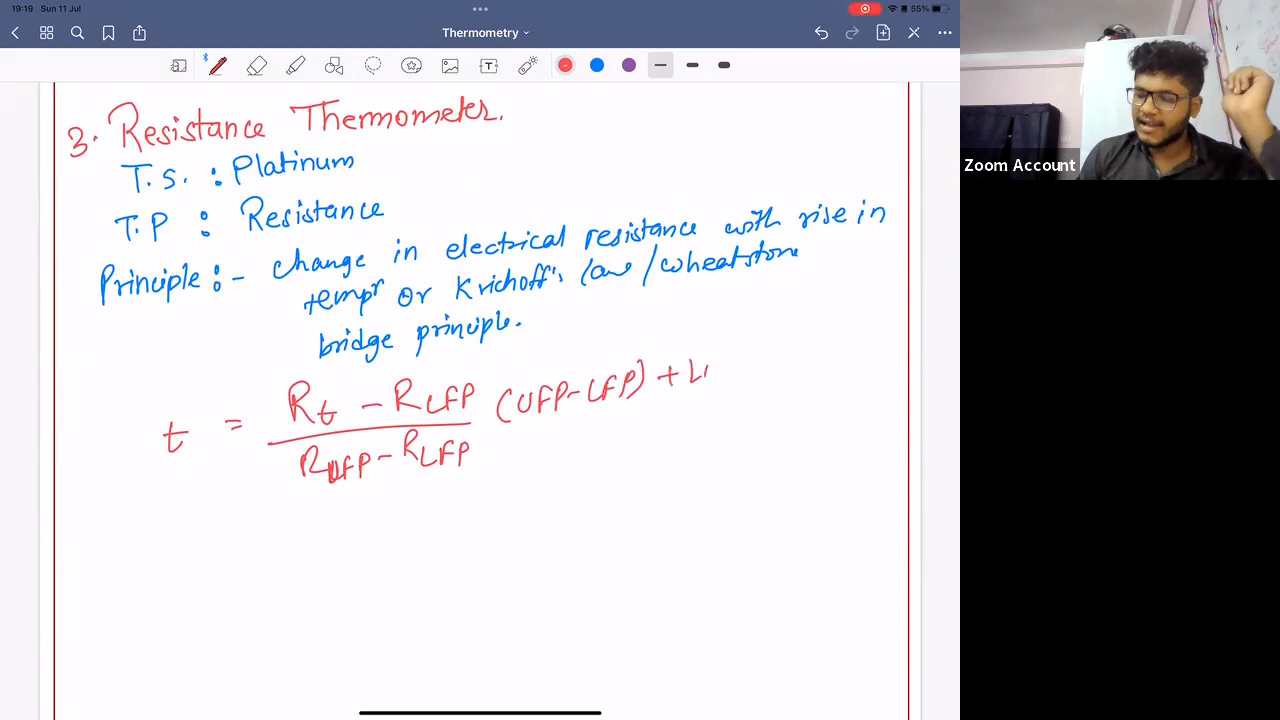 19:19 Sun 11 Jul
55%
Thermometry
3. Resistance Thermometer.
T.S. : Platinum
T.P : Resistance
Principle :- change in electrical resistance with rise in
tempr Or Krichoff's law / wheatstone
bridge principle.
t = Rt - RLFP (UFP - LFP) + L
RUFP - RLFP
Zoom Account